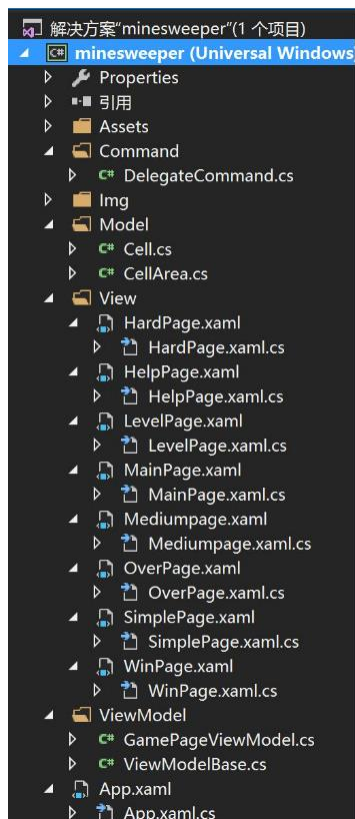 解决方案"minesweeper"(1 个项目)
C# minesweeper (Universal Windows
Properties
引用
Assets
Command
C# DelegateCommand.cs
Img
Model
C# Cell.cs
C# CellArea.cs
View
HardPage.xaml
HardPage.xaml.cs
HelpPage.xaml
HelpPage.xaml.cs
LevelPage.xaml
LevelPage.xaml.cs
MainPage.xaml
MainPage.xaml.cs
Mediumpage.xaml
Mediumpage.xaml.cs
OverPage.xaml
OverPage.xaml.cs
SimplePage.xaml
SimplePage.xaml.cs
WinPage.xaml
WinPage.xaml.cs
ViewModel
C# GamePageViewModel.cs
C# ViewModelBase.cs
App.xaml
App.xaml.cs